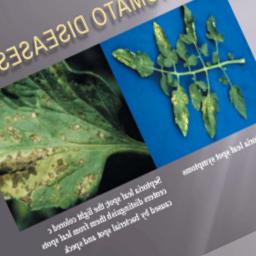 TOMATO DISEASES
Septoria leaf spot; the light colored
centers distinguish them from leaf spots
caused by bacterial spot and speck
leaf spot symptoms